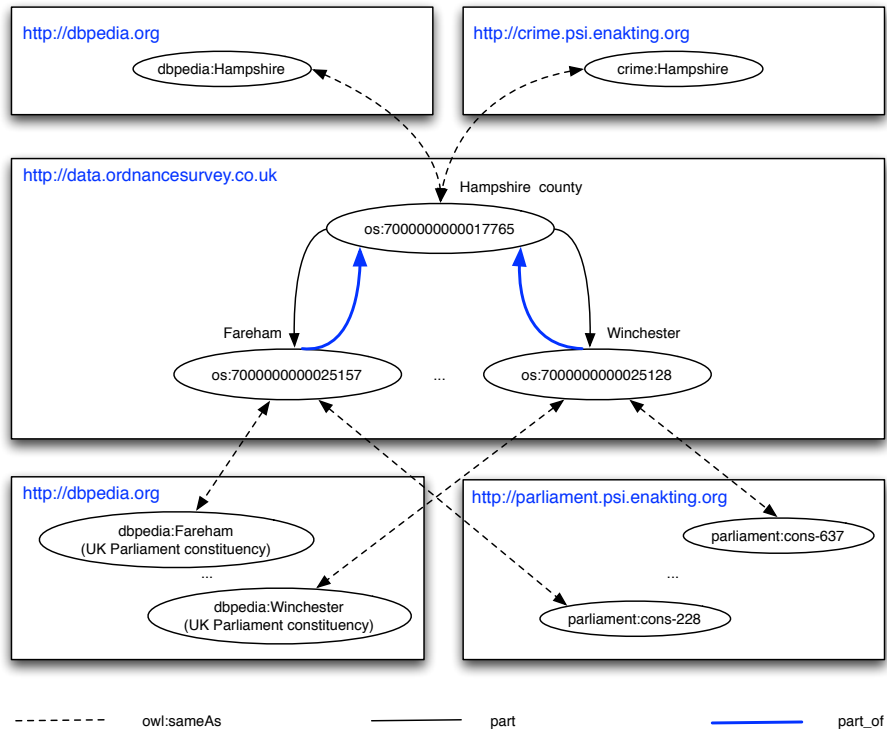 http://dbpedia.org
dbpedia:Hampshire
http://crime.psi.enakting.org
crime:Hampshire
http://data.ordnancesurvey.co.uk
Hampshire county
os:7000000000017765
Fareham
os:7000000000025157
...
Winchester
os:7000000000025128
http://dbpedia.org
dbpedia:Fareham
(UK Parliament constituency)
...
dbpedia:Winchester
(UK Parliament constituency)
http://parliament.psi.enakting.org
parliament:cons-637
...
parliament:cons-228
owl:sameAs
part
part_of